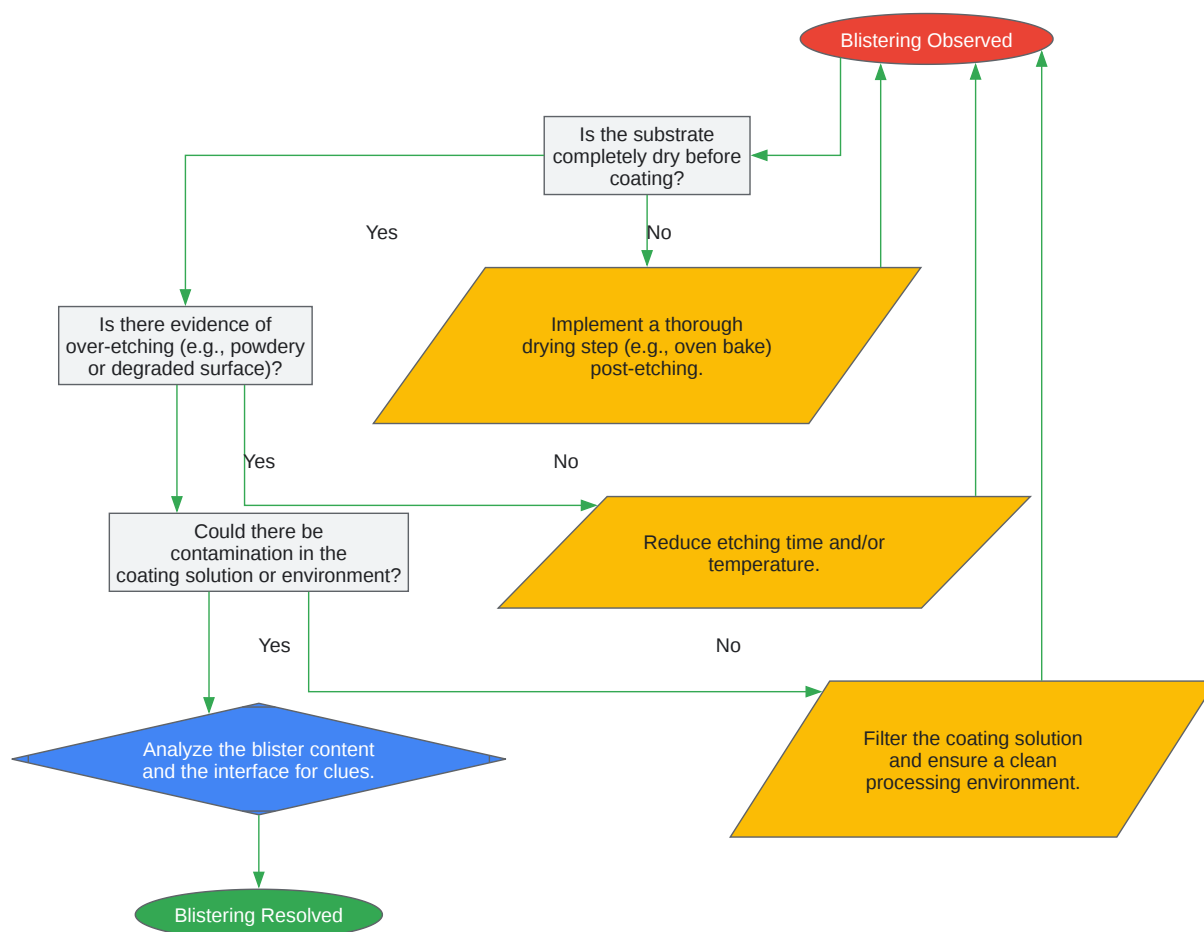 Blistering Observed
Is the substrate
completely dry before
coating?
Yes
No
Is there evidence of
over-etching (e.g., powdery
or degraded surface)?
Implement a thorough
drying step (e.g., oven bake)
post-etching.
Yes
No
Could there be
contamination in the
coating solution or environment?
Reduce etching time and/or
temperature.
Yes
No
Analyze the blister content
and the interface for clues.
Filter the coating solution
and ensure a clean
processing environment.
Blistering Resolved